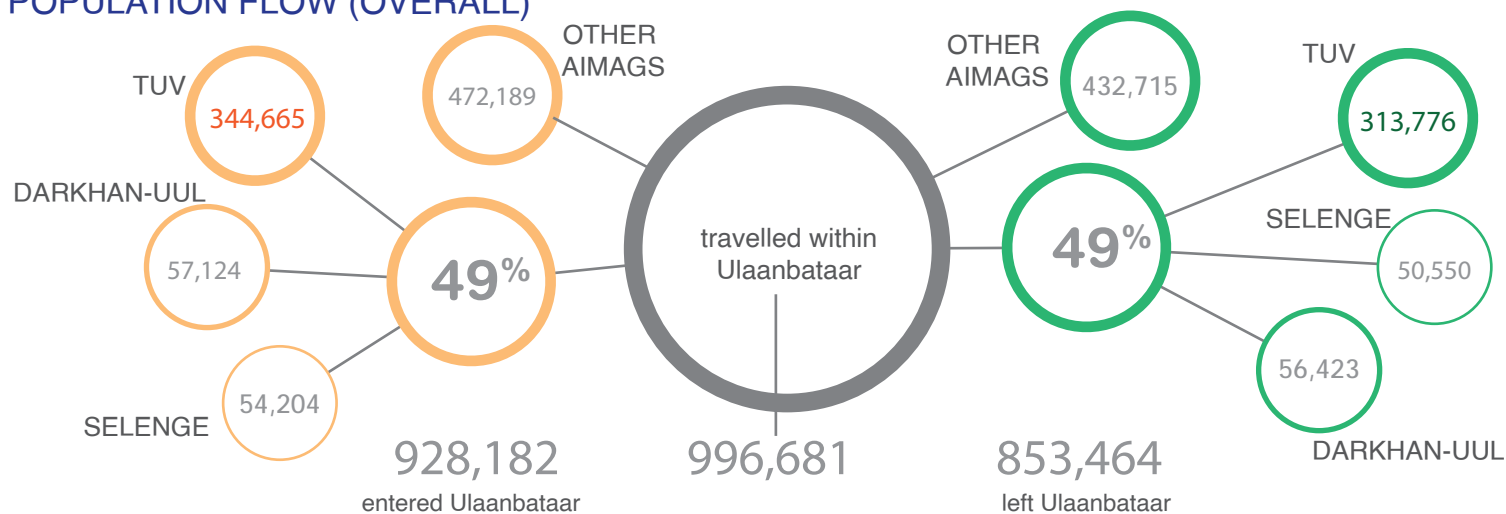 POPULATION FLOW (OVERALL)
TUV
344,665
OTHER
AIMAGS
472,189
DARKHAN-UUL
57,124
49%
SELENGE
54,204
928,182
entered Ulaanbataar
travelled within
Ulaanbataar
996,681
OTHER
AIMAGS
432,715
TUV
313,776
49%
SELENGE
50,550
56,423
DARKHAN-UUL
853,464
left Ulaanbataar